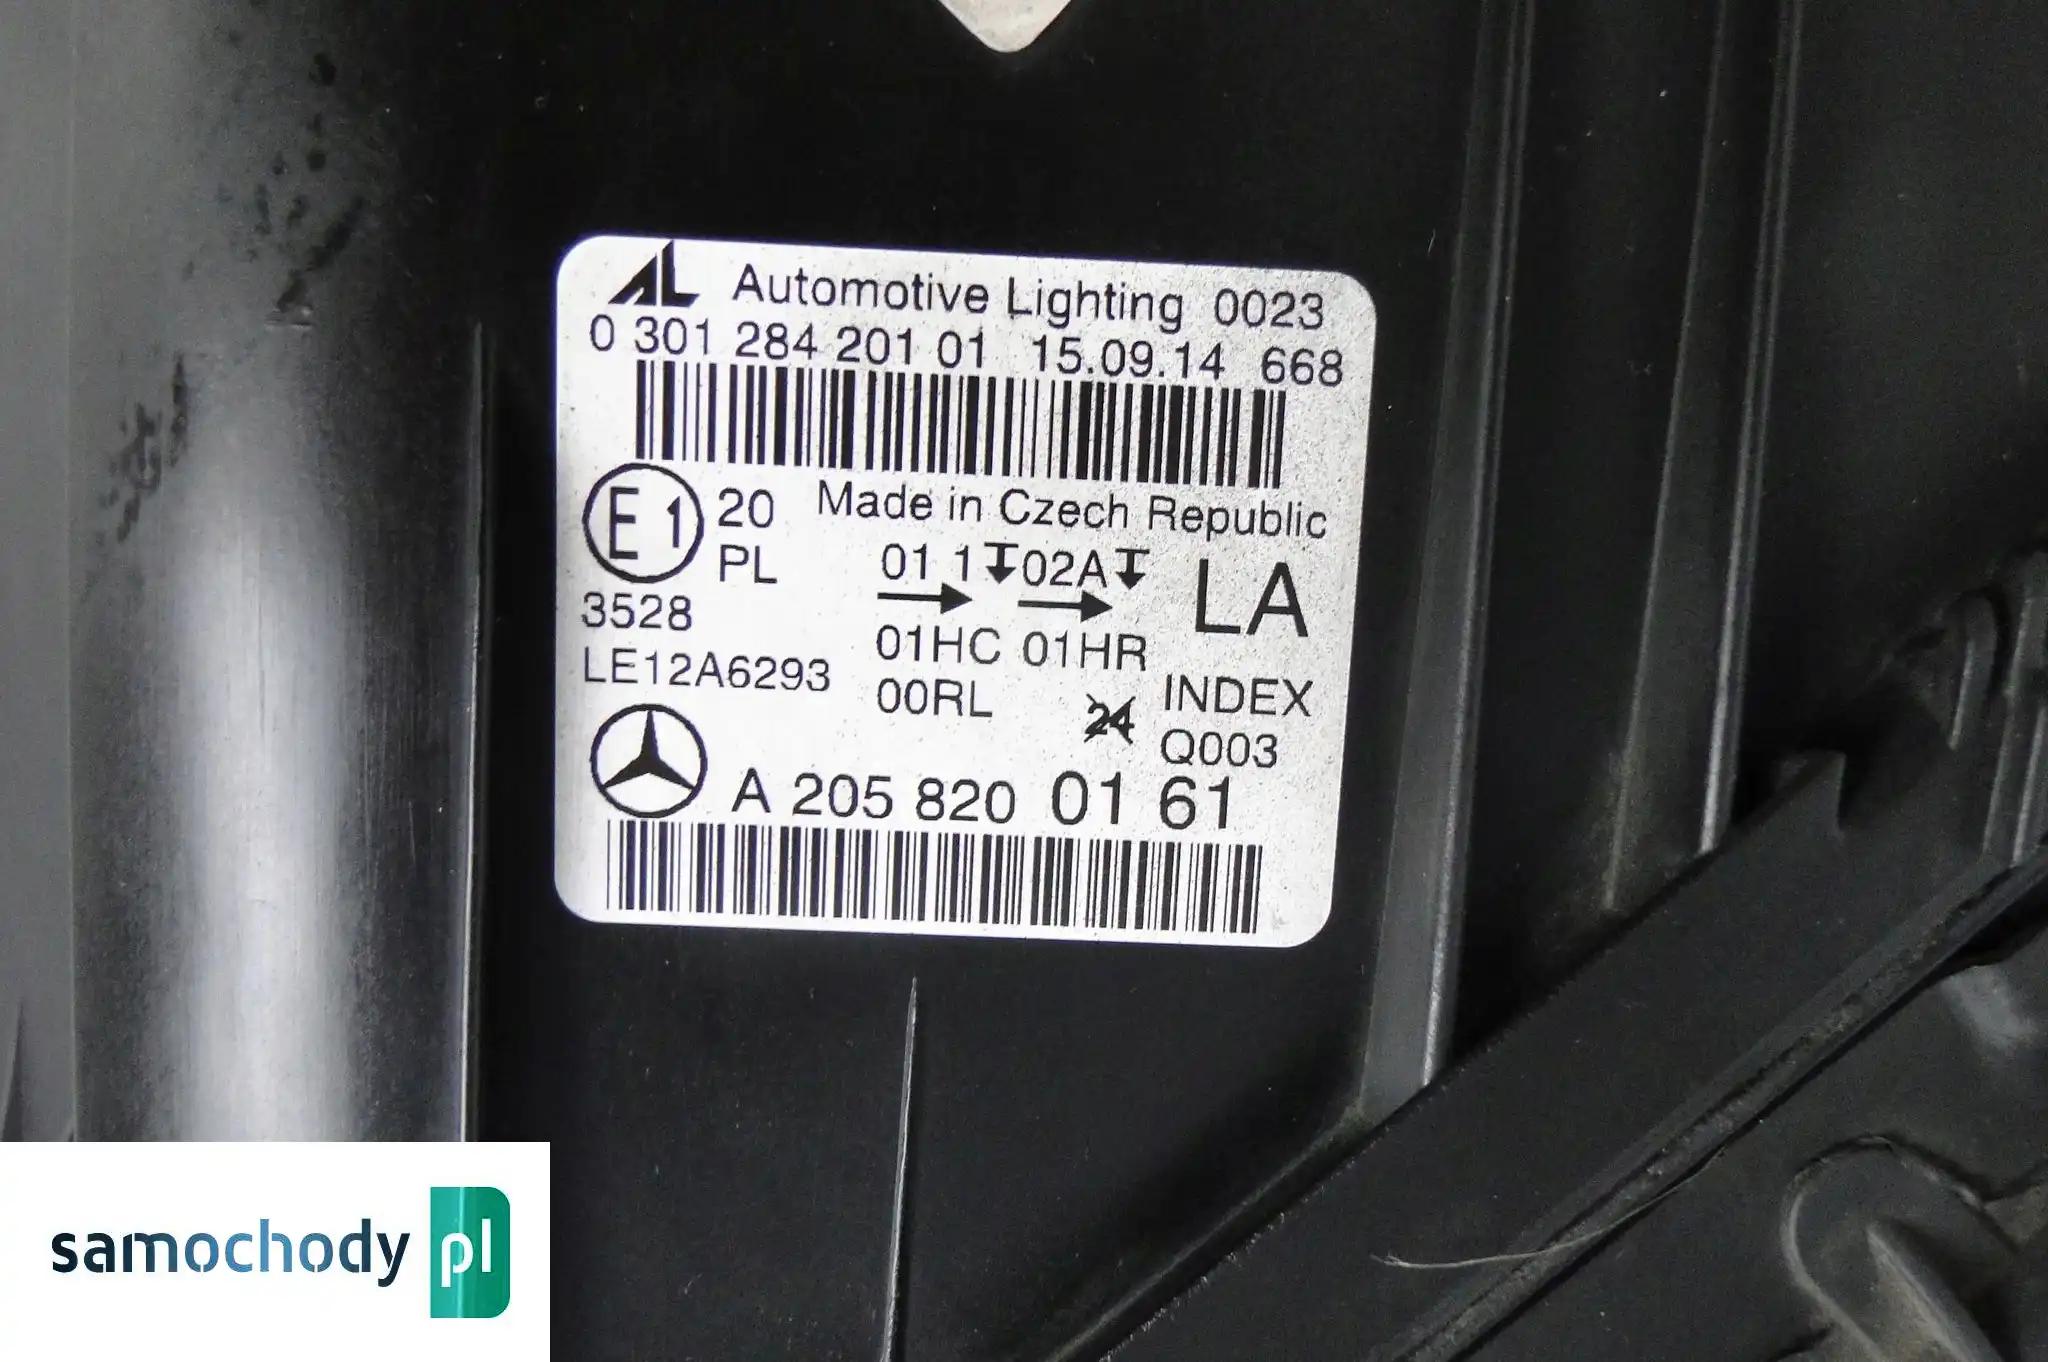 AL Automotive Lighting 0023
0 301 284 201 01 15.09.14 668
E1 20 Made in Czech Republic
PL 01 1 02A LA
3528 01HC 01HR
LE12A6293 00RL 24 INDEX
Q003
A 205 820 01 61
samochody pl